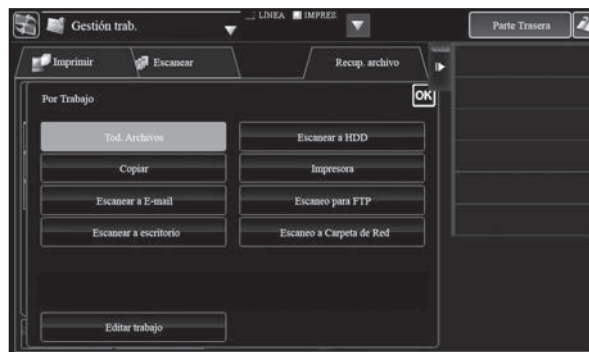 Gestión trab.
LÍNEA IMPRES.
Parte Trasera
Imprimir Escanear Recup. archivo
Por Trabajo OK
Tod. Archivos Escanear a HDD
Copiar Impresora
Escanear a E-mail Escaneo para FTP
Escanear a escritorio Escaneo a Carpeta de Red
Editar trabajo